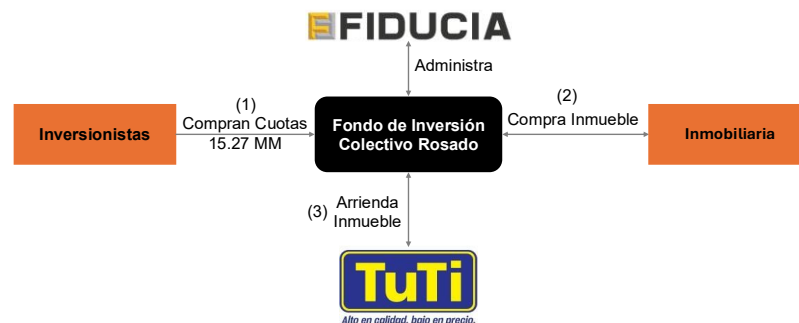 FIDUCIA
Administra
(1)
Compran Cuotas
15.27 MM
(2)
Compra Inmueble
Inversionistas
Fondo de Inversión
Colectivo Rosado
Inmobiliaria
(3)
Arrienda
Inmueble
TuTi
Alto en calidad, bajo en precio.